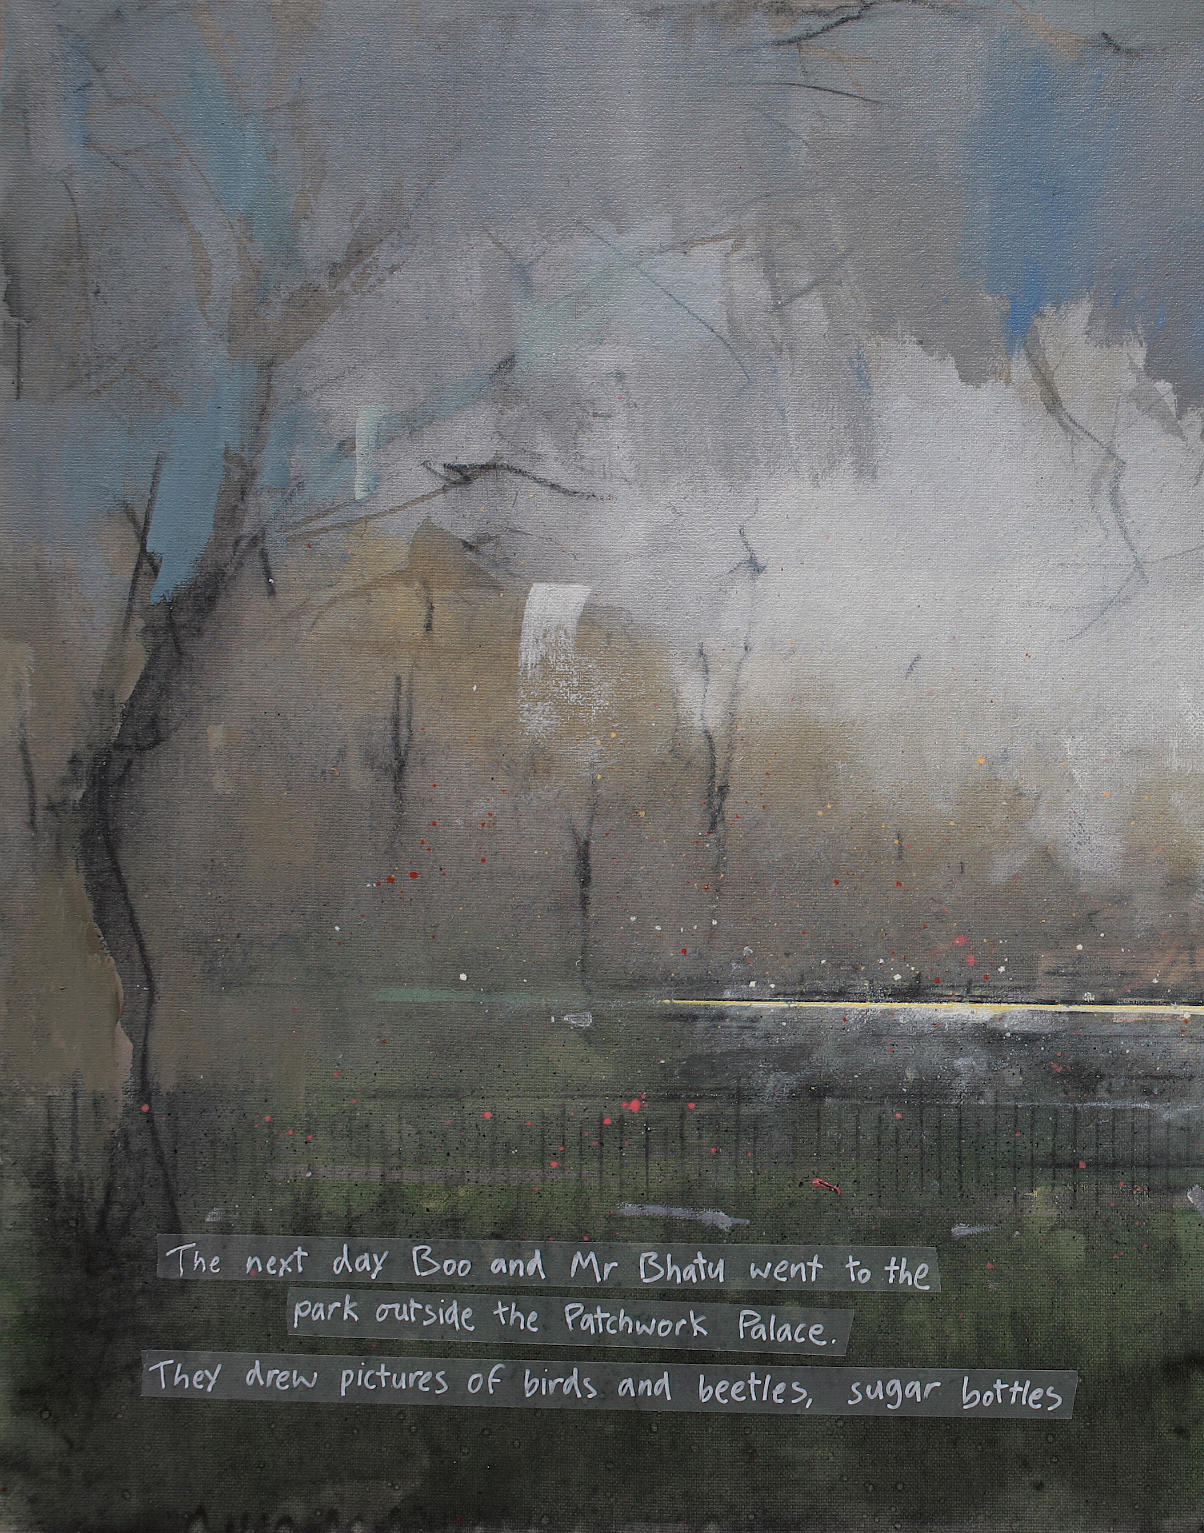 The next day Boo and Mr Bhatu went to the
park outside the Patchwork Palace.
They drew pictures of birds and beetles, sugar bottles